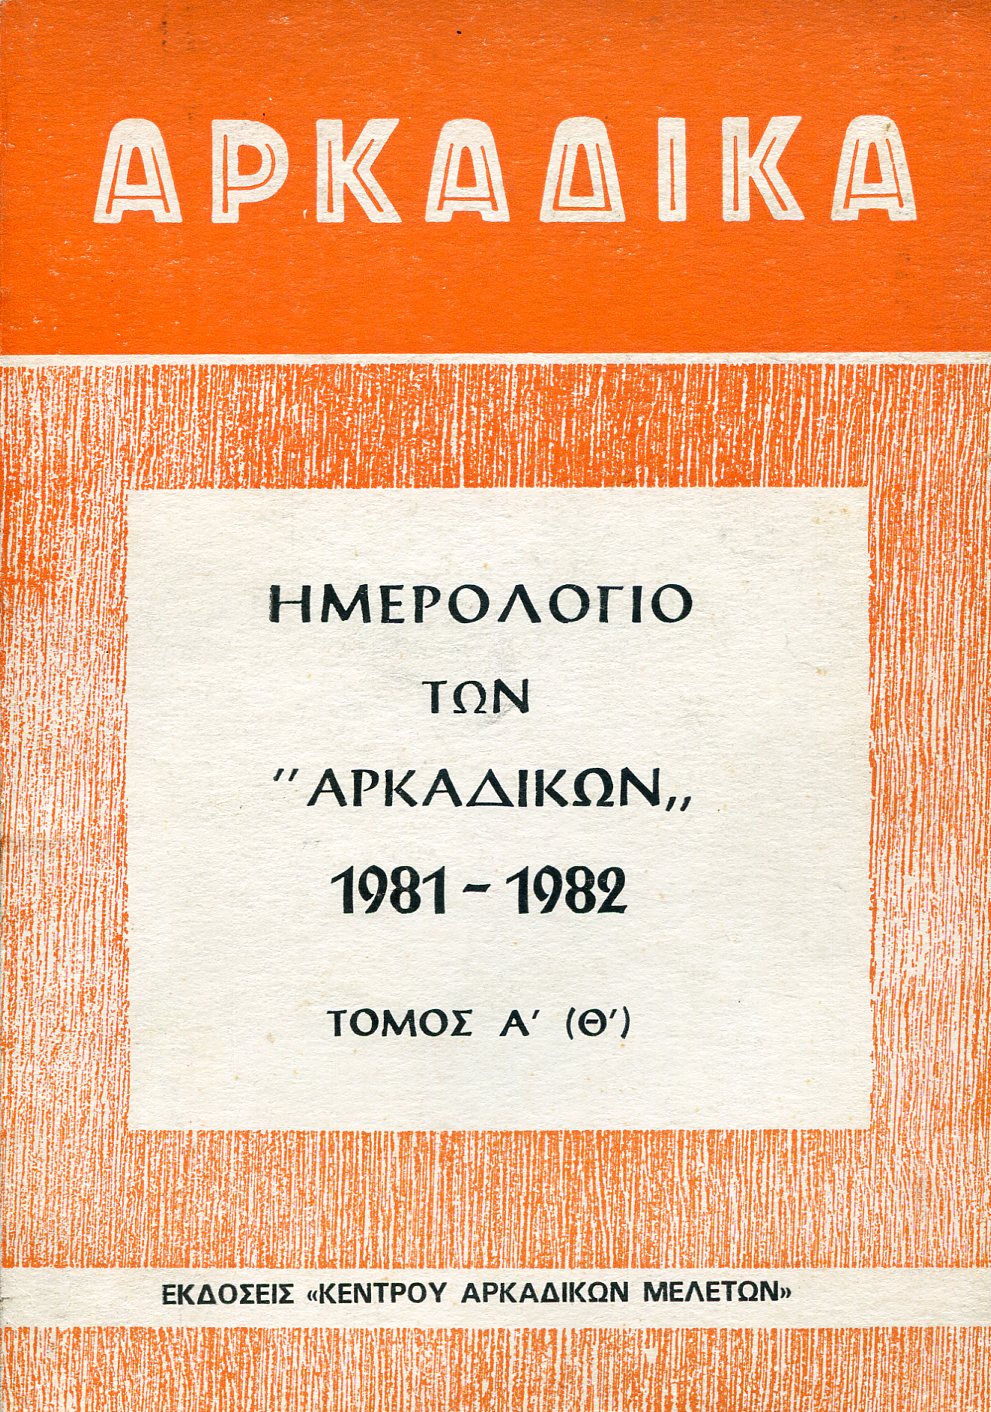 ΑΡΚΑΔΙΚΑ
ΗΜΕΡΟΛΟΓΙΟ
ΤΩΝ
"ΑΡΚΑΔΙΚΩΝ,,
1981 - 1982
ΤΟΜΟΣ Α' (Θ')
ΕΚΔΟΣΕΙΣ «ΚΕΝΤΡΟΥ ΑΡΚΑΔΙΚΩΝ ΜΕΛΕΤΩΝ»